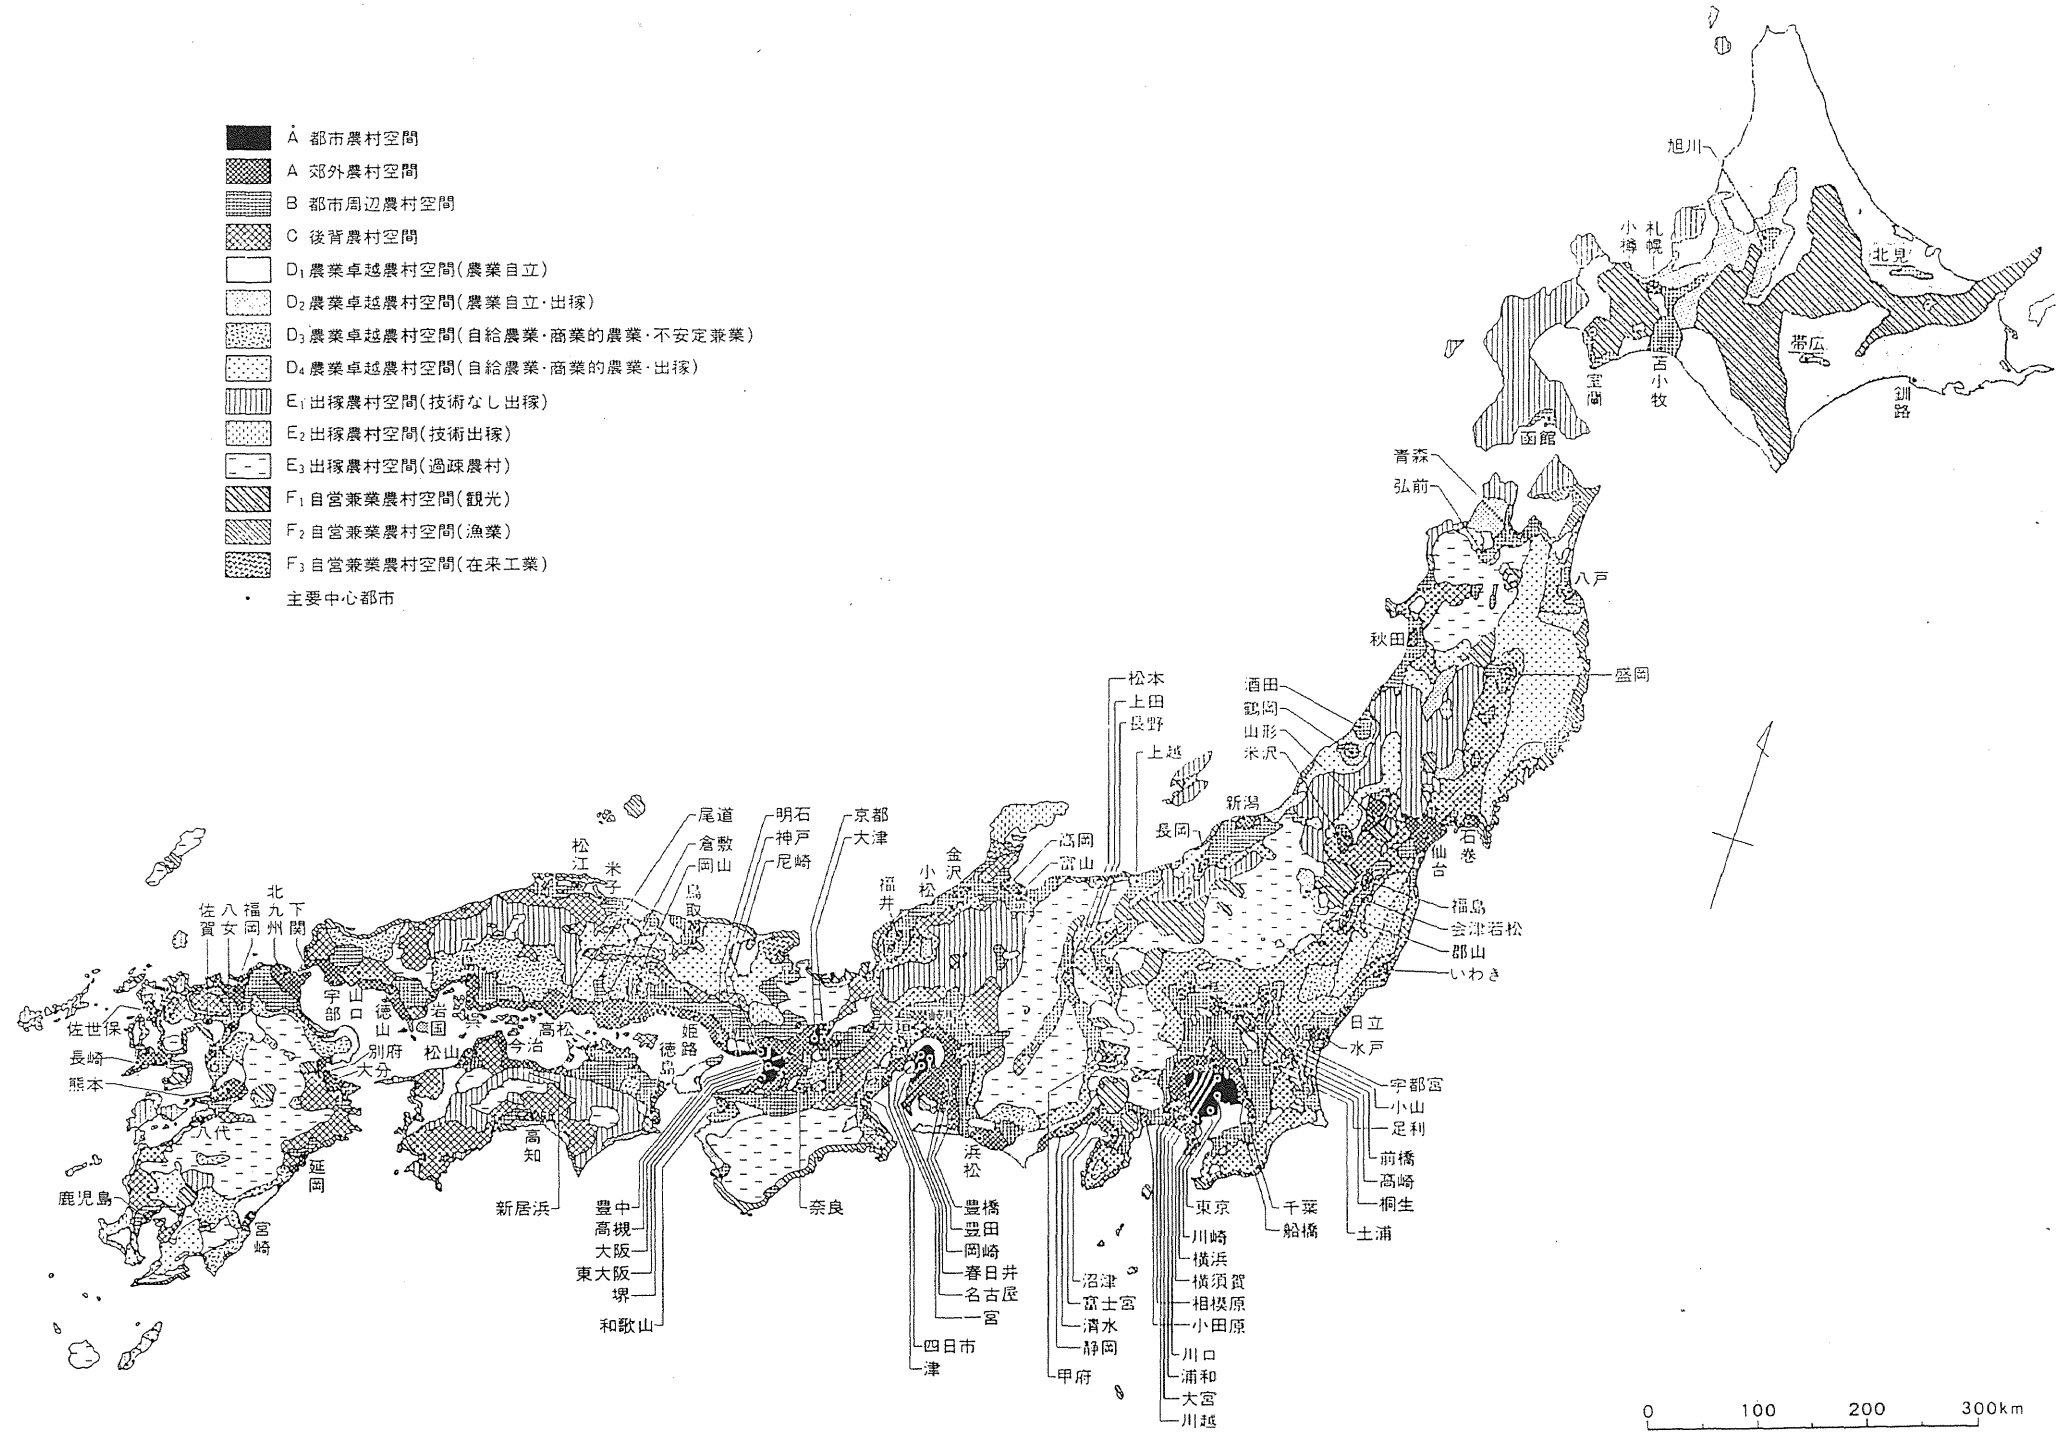 Á 都市農村空間
A 郊外農村空間
B 都市周辺農村空間
C 後背農村空間
D₁農業卓越農村空間(農業自立)
D₂農業卓越農村空間(農業自立・出稼)
D₃農業卓越農村空間(自給農業・商業的農業・不安定兼業)
D₄農業卓越農村空間(自給農業・商業的農業・出稼)
E₁出稼農村空間(技術なし出稼)
E₂出稼農村空間(技術出稼)
E₃出稼農村空間(過疎農村)
F₁自営兼業農村空間(観光)
F₂自営兼業農村空間(漁業)
F₃自営兼業農村空間(在来工業)
主要中心都市
旭川
小樽
札幌
北見
帯広
釧路
苫小牧
室蘭
函館
青森
弘前
八戸
秋田
盛岡
松本
上田
長野
上越
酒田
鶴岡
山形
米沢
新潟
長岡
石巻
仙台
福島
会津若松
郡山
いわき
日立
水戸
宇都宮
小山
足利
前橋
高崎
桐生
土浦
千葉
船橋
東京
川崎
横浜
横須賀
相模原
小田原
川口
浦和
大宮
川越
沼津
富士宮
清水
静岡
甲府
浜松
豊橋
豊田
岡崎
春日井
名古屋
一宮
四日市
津
大垣
高岡
富山
金沢
小松
福井
京都
大津
明石
神戸
尼崎
尾道
倉敷
岡山
鳥取
米子
松江
姫路
奈良
豊中
高槻
大阪
東大阪
堺
和歌山
徳島
高松
今治
松山
新居浜
高知
呉
岩国
徳山
山口
宇部
下関
北九州
福岡
八女
佐賀
佐世保
長崎
熊本
別府
大分
八代
延岡
宮崎
鹿児島
0 100 200 300km